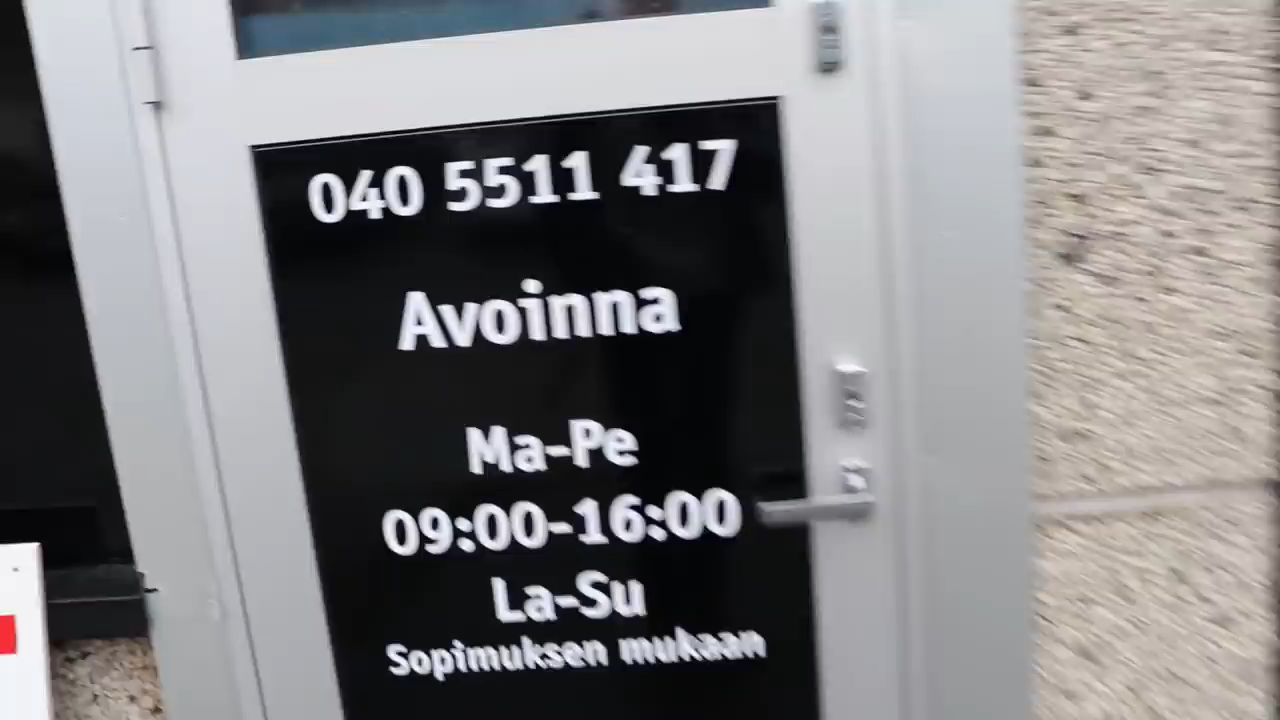 040 5511 417
Avoinna
Ma-Pe
09:00-16:00
La-Su
Sopimuksen mukaan